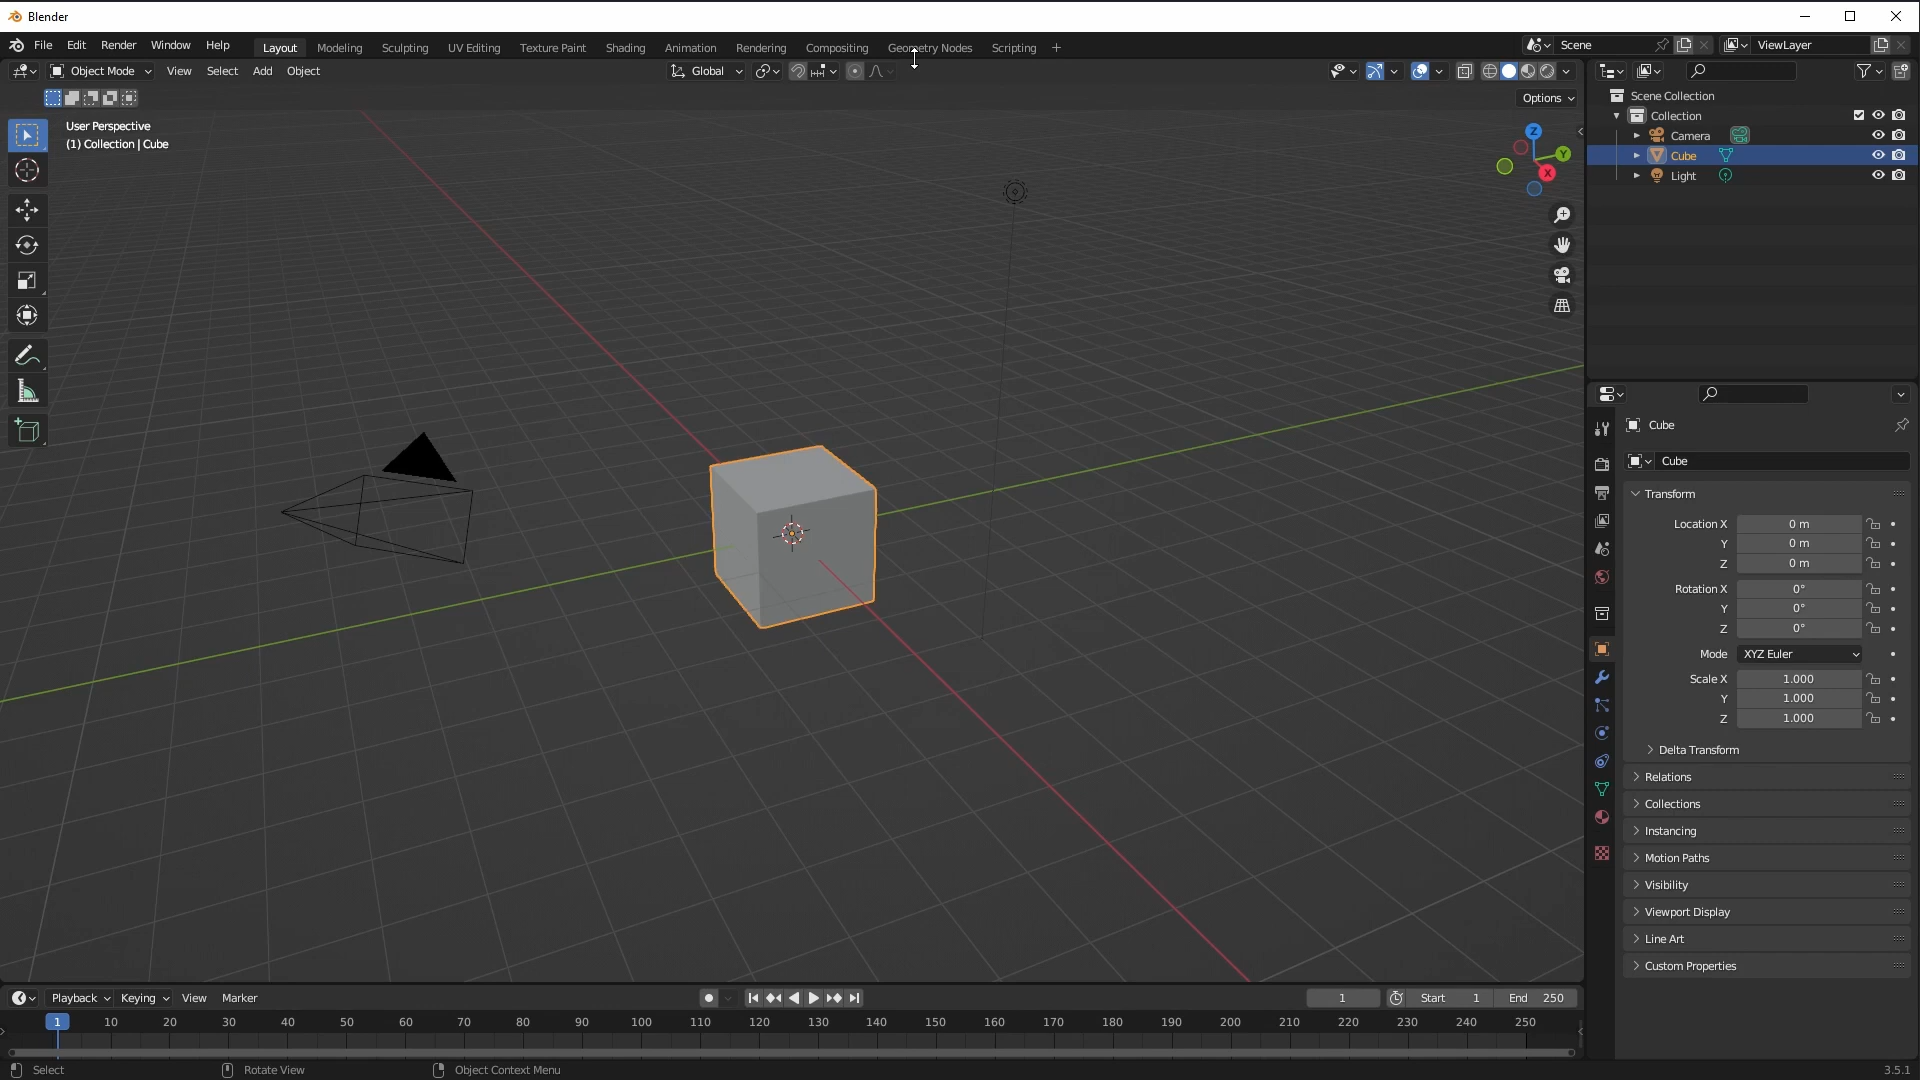 Blender
File Edit Render Window Help Layout Modeling Sculpting UV Editing Texture Paint Shading Animation Rendering Compositing Geometry Nodes Scripting + Scene ViewLayer
Object Mode View Select Add Object Global
Options
User Perspective
(1) Collection | Cube
Z
Y
X
Scene Collection
Collection
Camera
Cube
Light
Cube
Cube
Transform
Location X 0 m
Y 0 m
Z 0 m
Rotation X 0°
Y 0°
Z 0°
Mode XYZ Euler
Scale X 1.000
Y 1.000
Z 1.000
Delta Transform
Relations
Collections
Instancing
Motion Paths
Visibility
Viewport Display
Line Art
Custom Properties
Playback Keying View Marker 1 Start 1 End 250
1 10 20 30 40 50 60 70 80 90 100 110 120 130 140 150 160 170 180 190 200 210 220 230 240 250
Select Rotate View Object Context Menu 3.5.1